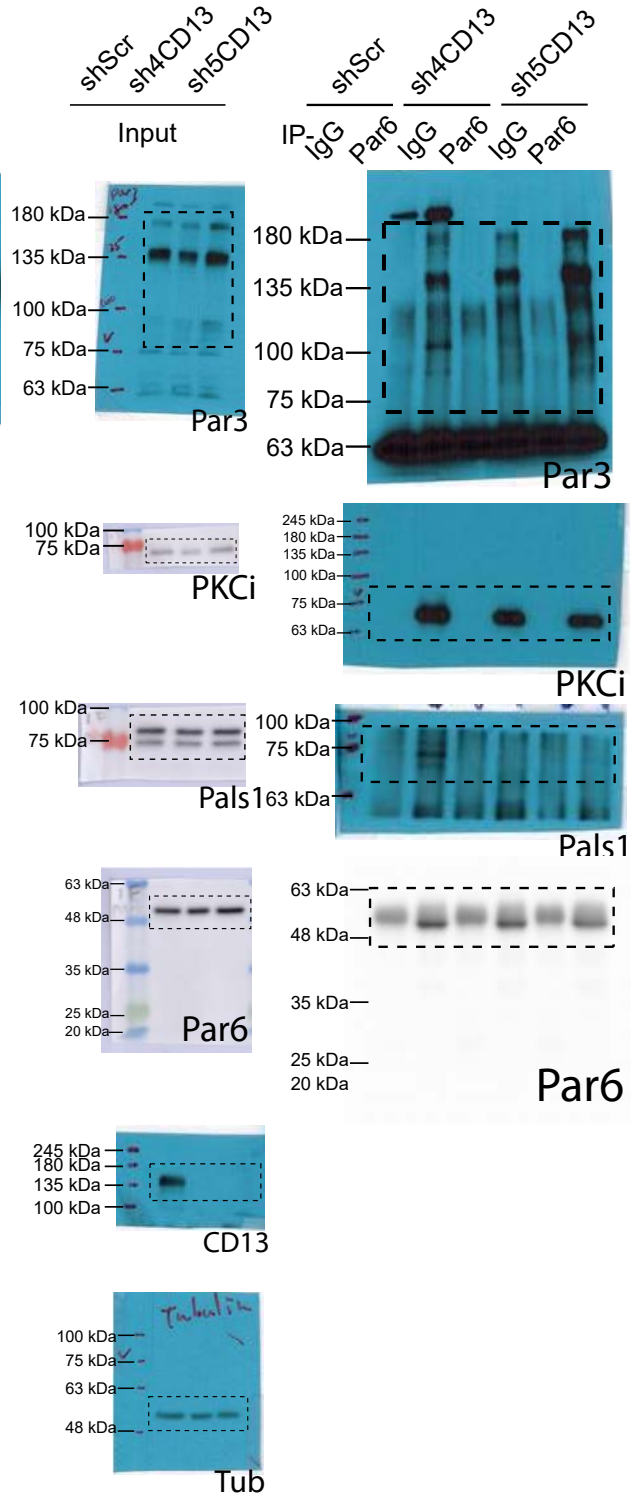 shScr sh4CD13 sh5CD13
Input
shScr sh4CD13 sh5CD13
IP- IgG Par6 IgG Par6 IgG Par6
180 kDa
135 kDa
100 kDa
75 kDa
63 kDa
Par3
180 kDa
135 kDa
100 kDa
75 kDa
63 kDa
Par3
100 kDa
75 kDa
PKCi
245 kDa
180 kDa
135 kDa
100 kDa
75 kDa
63 kDa
PKCi
100 kDa
75 kDa
Pals1
100 kDa
75 kDa
63 kDa
Pals1
63 kDa
48 kDa
35 kDa
25 kDa
20 kDa
Par6
63 kDa
48 kDa
35 kDa
25 kDa
20 kDa
Par6
245 kDa
180 kDa
135 kDa
100 kDa
CD13
Tubulin
100 kDa
75 kDa
63 kDa
48 kDa
Tub